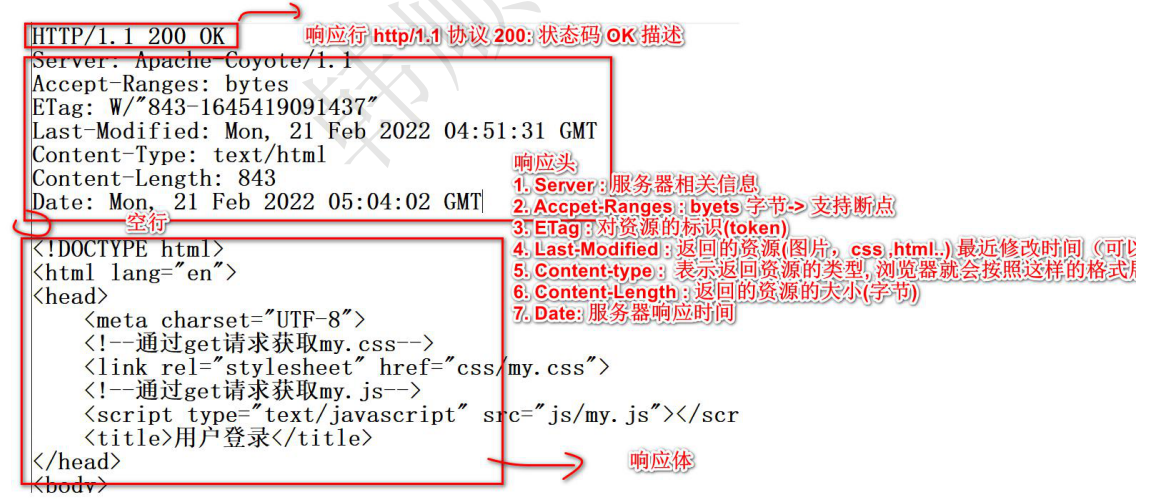 HTTP/1.1 200 OK
响应行 http/1.1 协议 200: 状态码 OK 描述
Server: Apache-Coyote/1.1
Accept-Ranges: bytes
ETag: W/"843-1645419091437"
Last-Modified: Mon, 21 Feb 2022 04:51:31 GMT
Content-Type: text/html
Content-Length: 843
Date: Mon, 21 Feb 2022 05:04:02 GMT
响应头
1. Server : 服务器相关信息
2. Accpet-Ranges : byets 字节-> 支持断点
3. ETag : 对资源的标识(token)
4. Last-Modified : 返回的资源(图片，css ,html..) 最近修改时间（可以
5. Content-type : 表示返回资源的类型, 浏览器就会按照这样的格式
6. Content-Length : 返回的资源的大小(字节)
7. Date: 服务器响应时间
空行
<!DOCTYPE html>
<html lang="en">
<head>
<meta charset="UTF-8">
<!--通过get请求获取my.css-->
<link rel="stylesheet" href="css/my.css">
<!--通过get请求获取my.js-->
<script type="text/javascript" src="js/my.js"></scr
<title>用户登录</title>
</head>
<body>
响应体